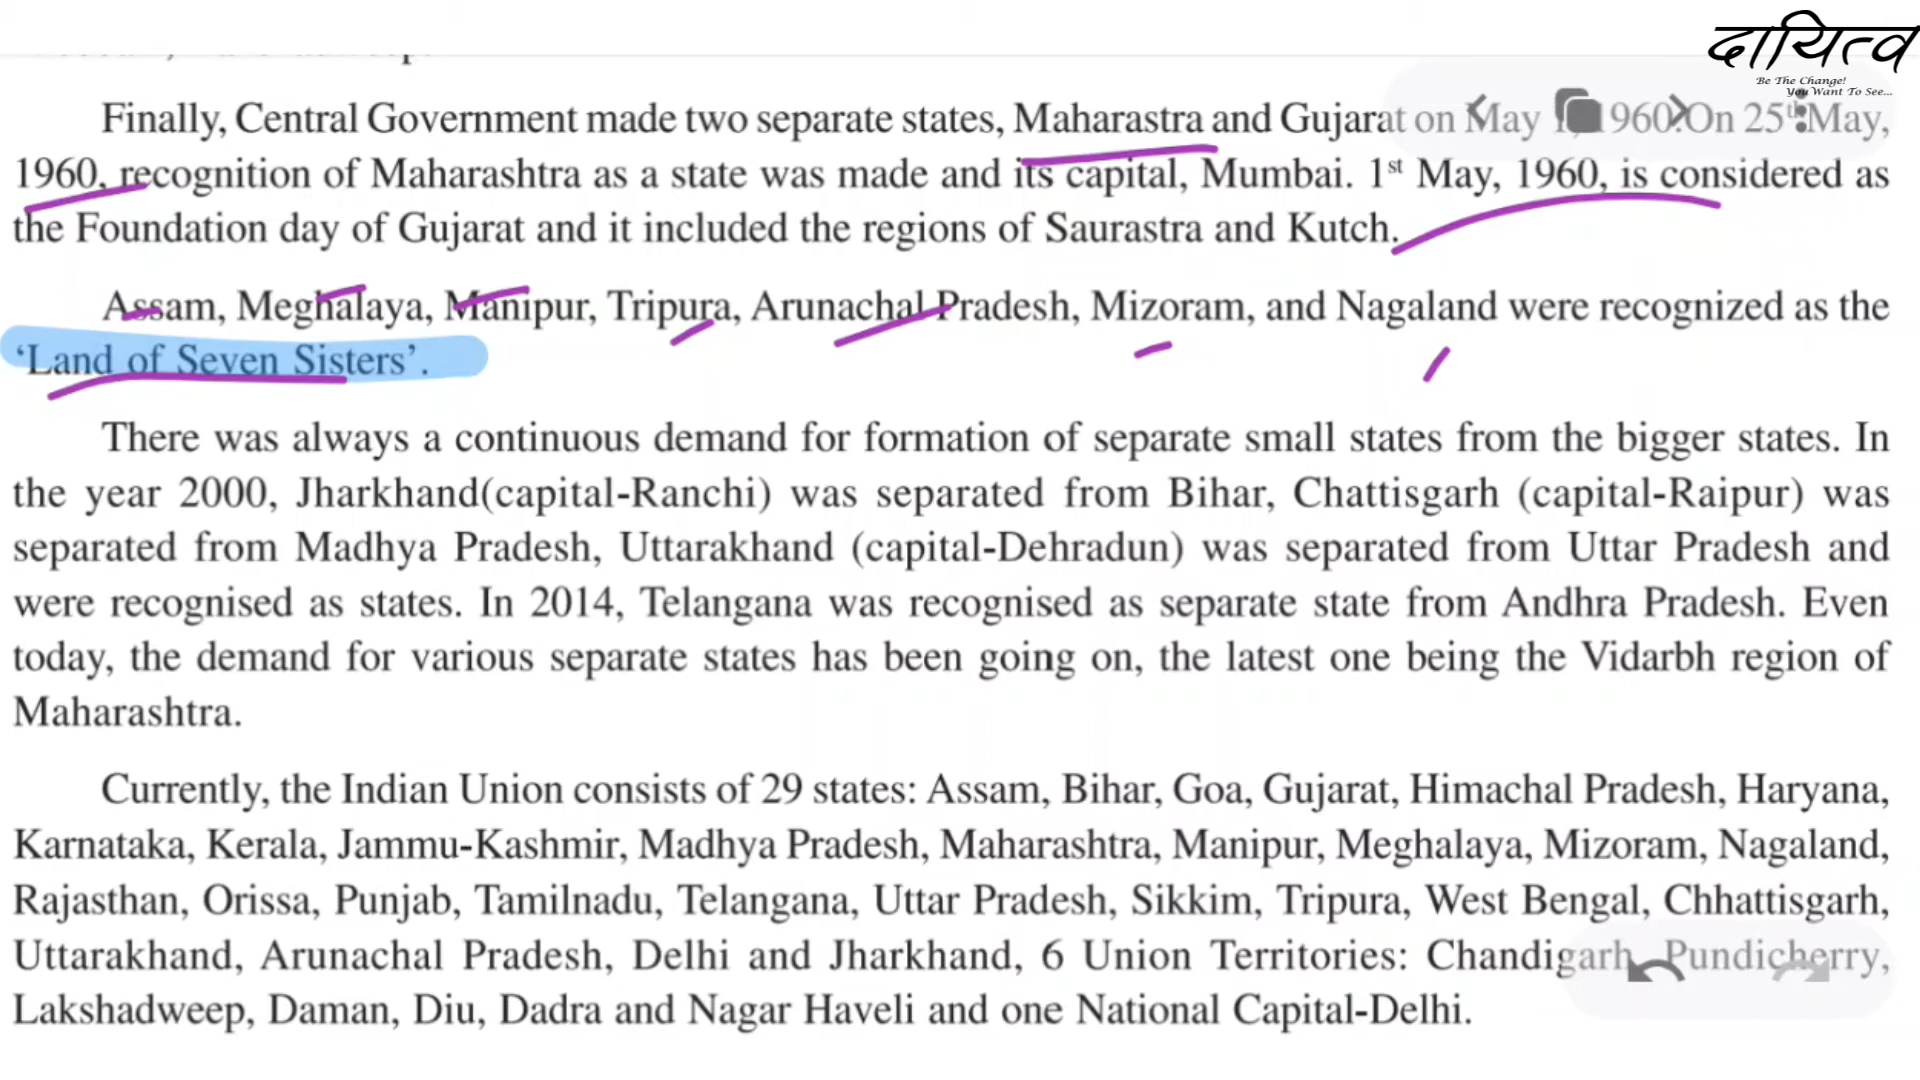 दायित्व
Be The Change!
You Want To See...
Finally, Central Government made two separate states, Maharastra and Gujarat on May 1, 1960. On 25th May,
1960, recognition of Maharashtra as a state was made and its capital, Mumbai. 1st May, 1960, is considered as
the Foundation day of Gujarat and it included the regions of Saurastra and Kutch.
Assam, Meghalaya, Manipur, Tripura, Arunachal Pradesh, Mizoram, and Nagaland were recognized as the
‘Land of Seven Sisters’.
There was always a continuous demand for formation of separate small states from the bigger states. In
the year 2000, Jharkhand(capital-Ranchi) was separated from Bihar, Chattisgarh (capital-Raipur) was
separated from Madhya Pradesh, Uttarakhand (capital-Dehradun) was separated from Uttar Pradesh and
were recognised as states. In 2014, Telangana was recognised as separate state from Andhra Pradesh. Even
today, the demand for various separate states has been going on, the latest one being the Vidarbh region of
Maharashtra.
Currently, the Indian Union consists of 29 states: Assam, Bihar, Goa, Gujarat, Himachal Pradesh, Haryana,
Karnataka, Kerala, Jammu-Kashmir, Madhya Pradesh, Maharashtra, Manipur, Meghalaya, Mizoram, Nagaland,
Rajasthan, Orissa, Punjab, Tamilnadu, Telangana, Uttar Pradesh, Sikkim, Tripura, West Bengal, Chhattisgarh,
Uttarakhand, Arunachal Pradesh, Delhi and Jharkhand, 6 Union Territories: Chandigarh, Pundicherry,
Lakshadweep, Daman, Diu, Dadra and Nagar Haveli and one National Capital-Delhi.